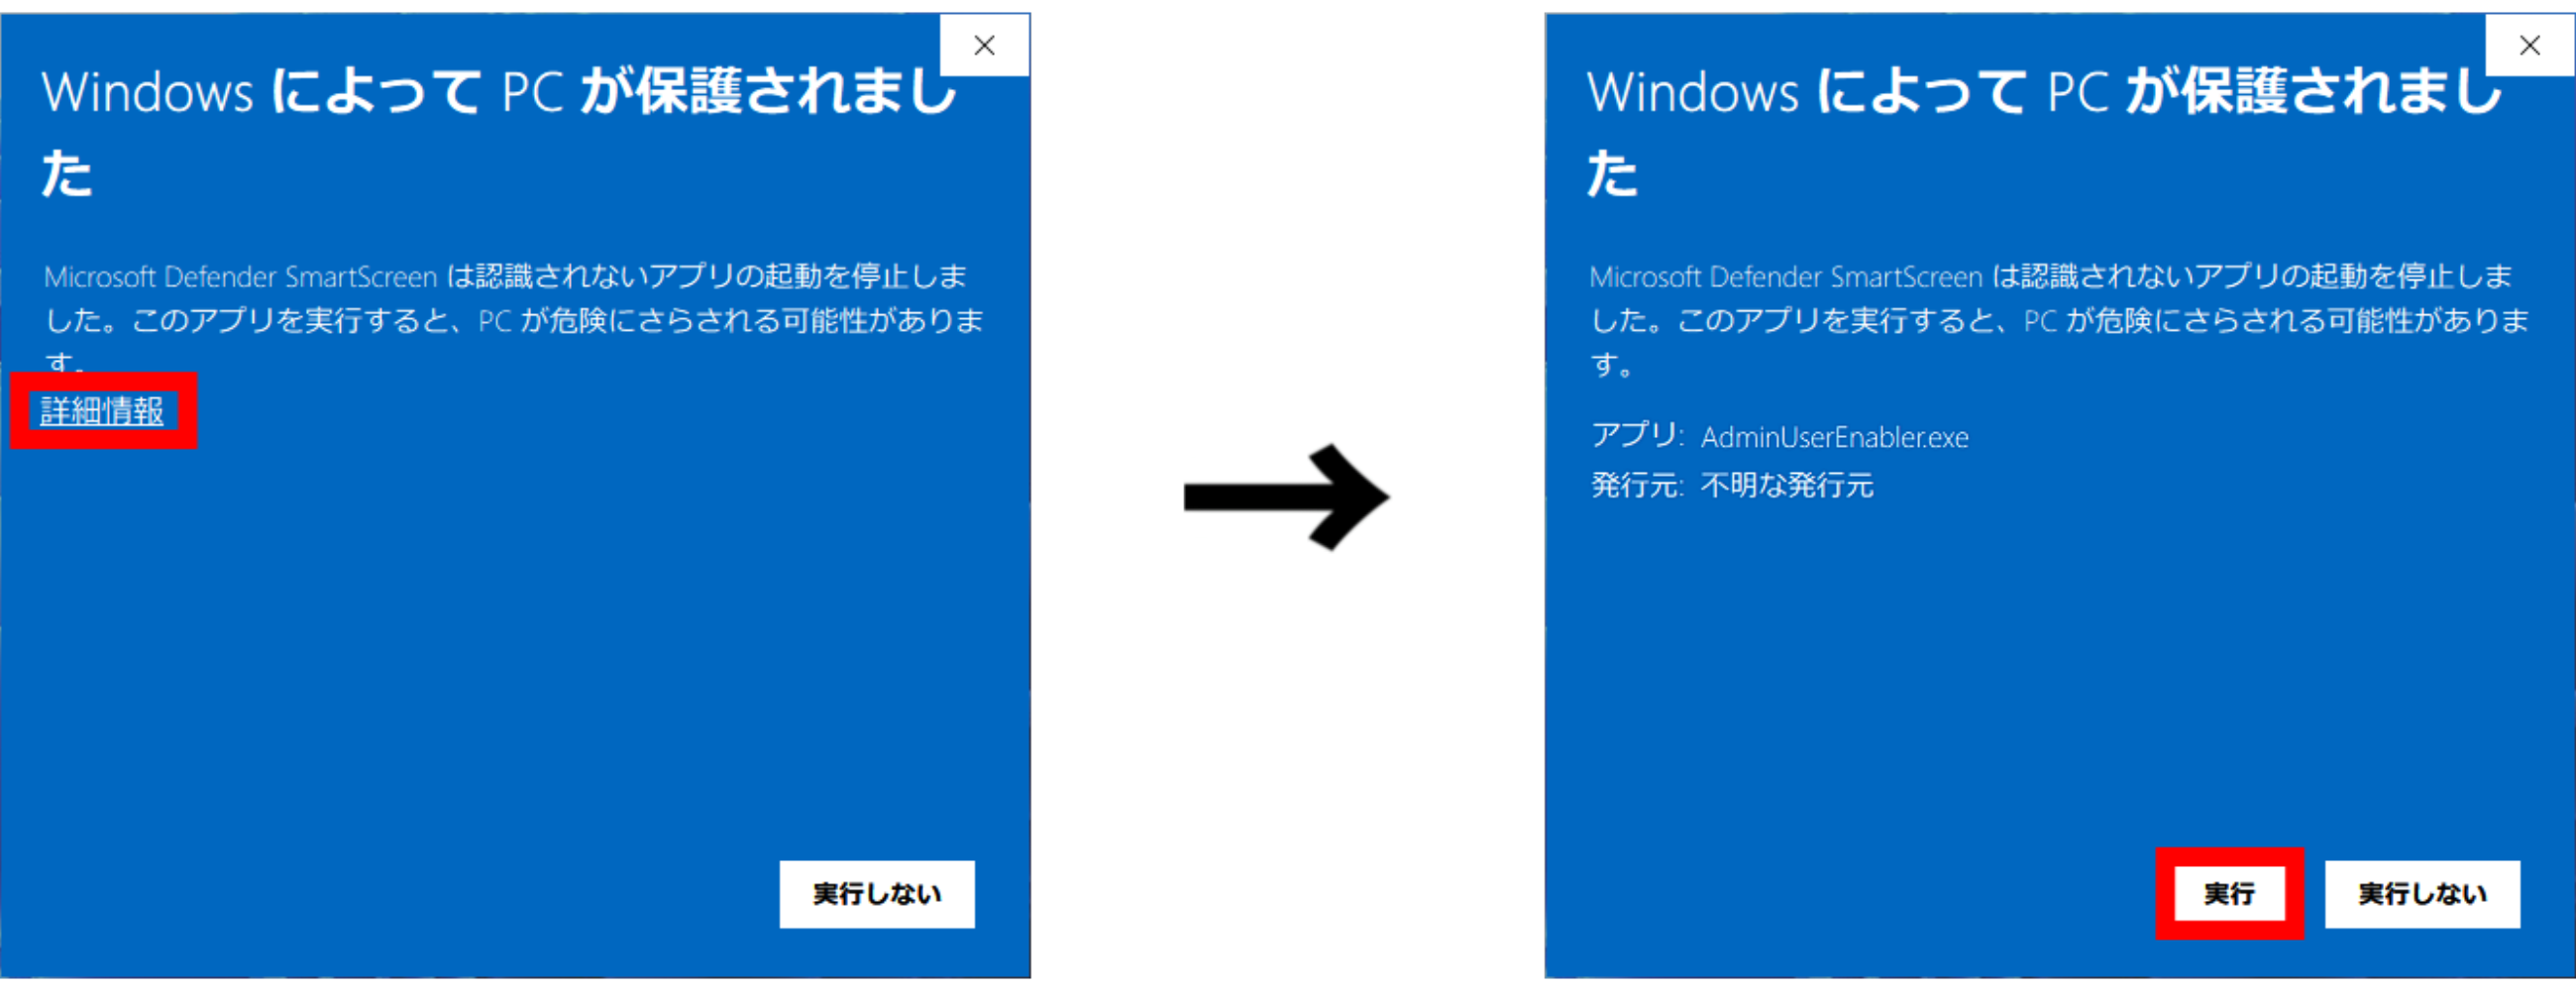 Windows によって PC が保護されまし
た
Microsoft Defender SmartScreen は認識されないアプリの起動を停止しま
した。このアプリを実行すると、PC が危険にさらされる可能性がありま
す。
詳細情報
実行しない
Windows によって PC が保護されまし
た
Microsoft Defender SmartScreen は認識されないアプリの起動を停止しま
した。このアプリを実行すると、PC が危険にさらされる可能性がありま
す。
アプリ: AdminUserEnabler.exe
発行元: 不明な発行元
実行 実行しない